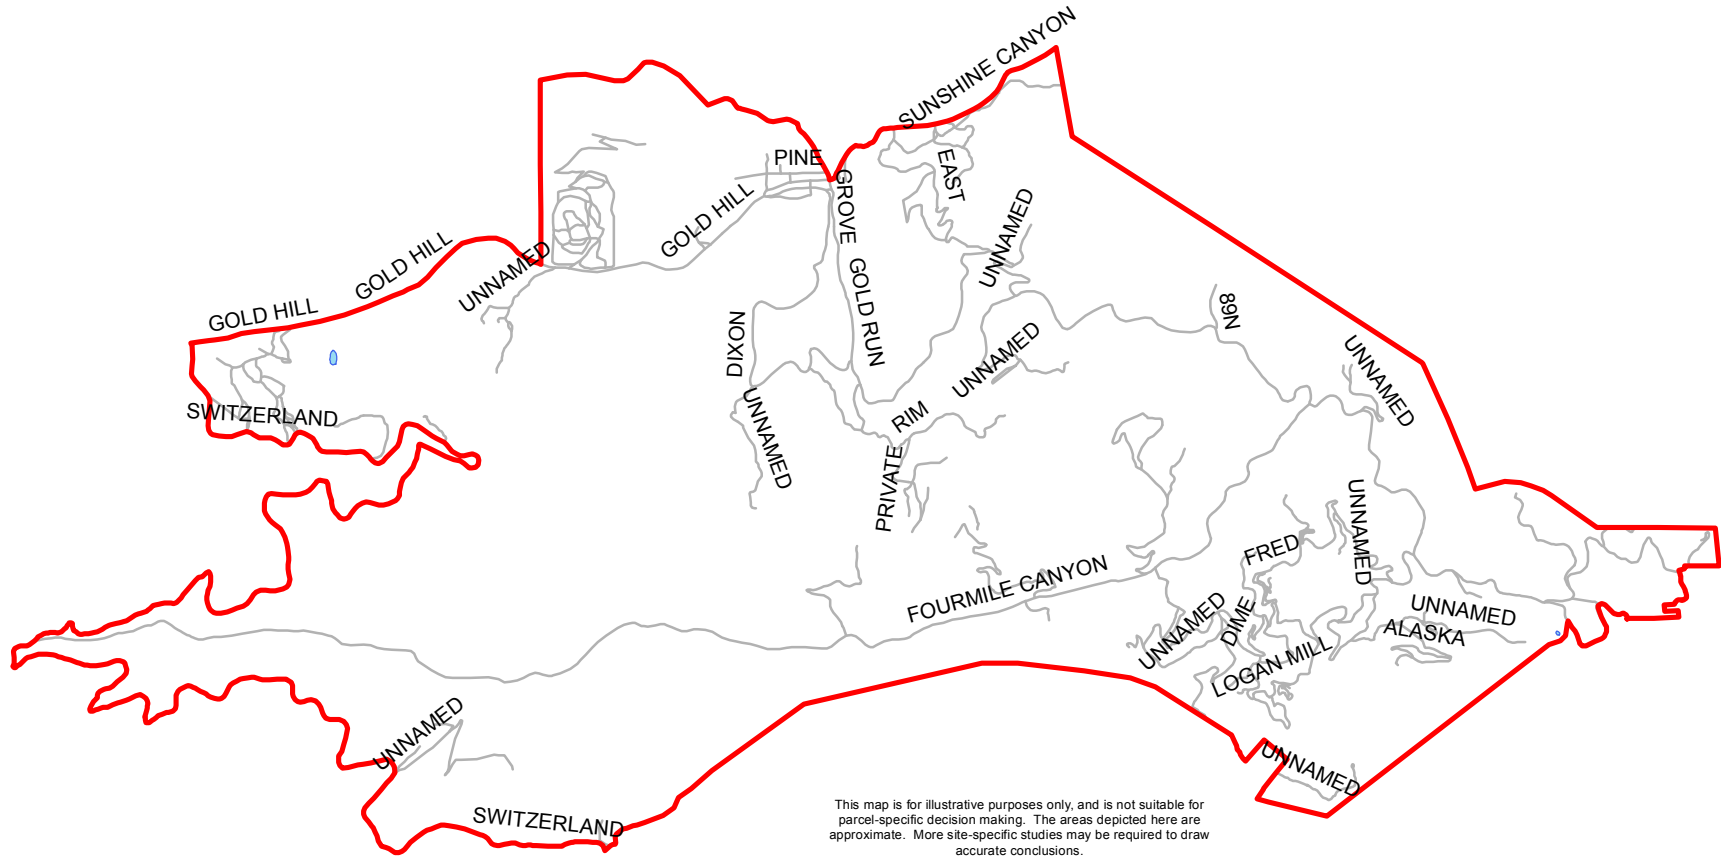 SUNSHINE CANYON
PINE
EAST
GROVE
GOLD HILL
UNNAMED
GOLD HILL
UNNAMED
GOLD RUN
GOLD HILL
89N
DIXON
UNNAMED
UNNAMED
SWITZERLAND
RIM
UNNAMED
PRIVATE
UNNAMED
FRED
FOURMILE CANYON
UNNAMED
DIME
UNNAMED
ALASKA
LOGAN MILL
UNNAMED
UNNAMED
SWITZERLAND
This map is for illustrative purposes only, and is not suitable for
parcel-specific decision making. The areas depicted here are
approximate. More site-specific studies may be required to draw
accurate conclusions.